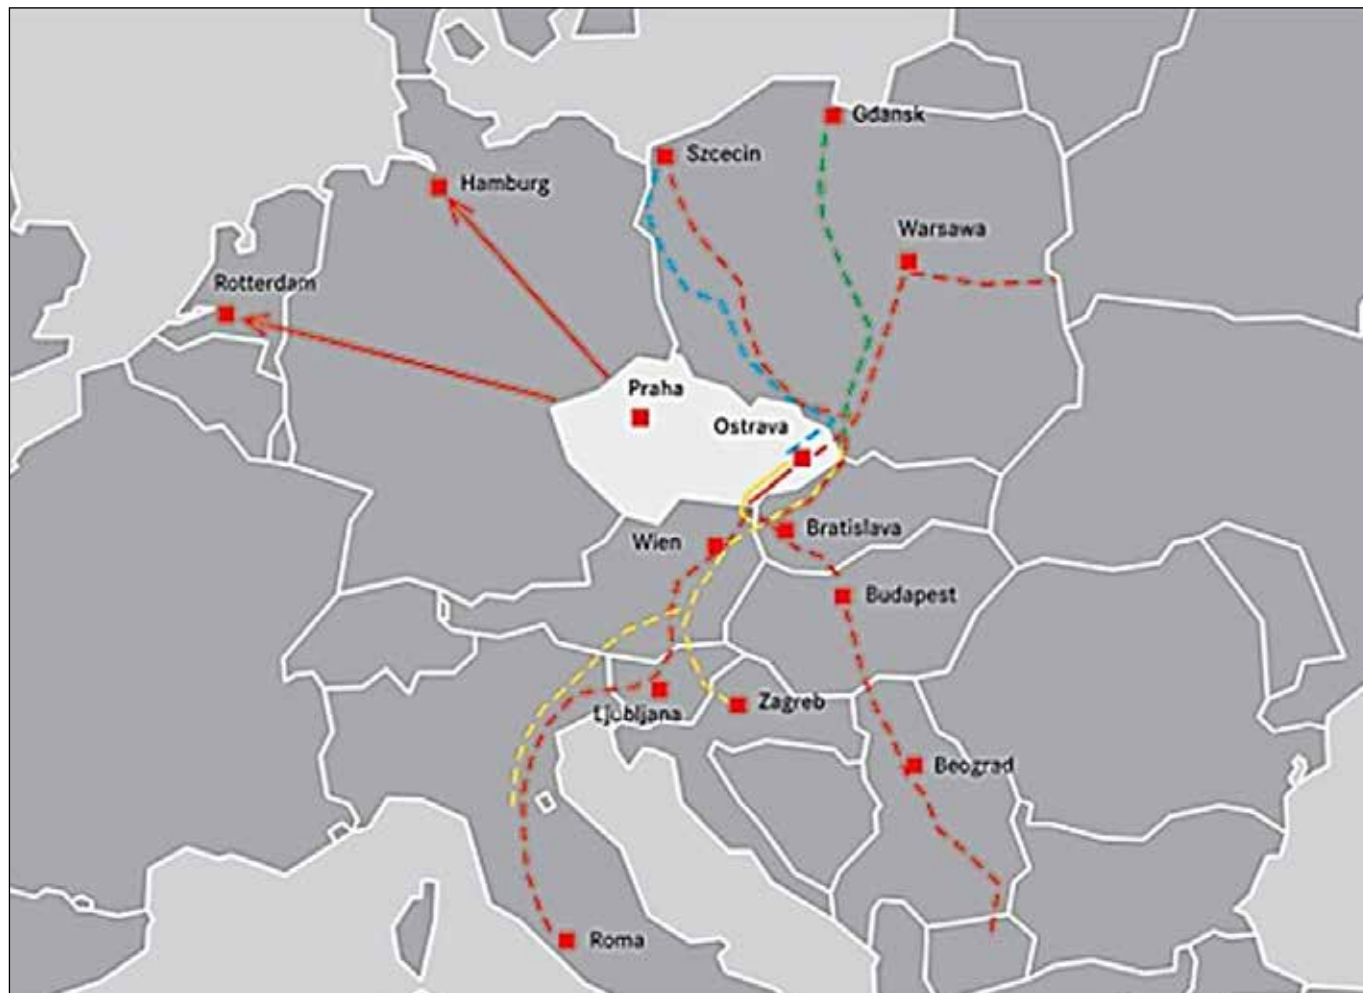 Gdansk
Szcecin
Hamburg
Warsawa
Rotterdam
Praha
Ostrava
Wien
Bratislava
Budapest
Ljubljana
Zagreb
Beograd
Roma